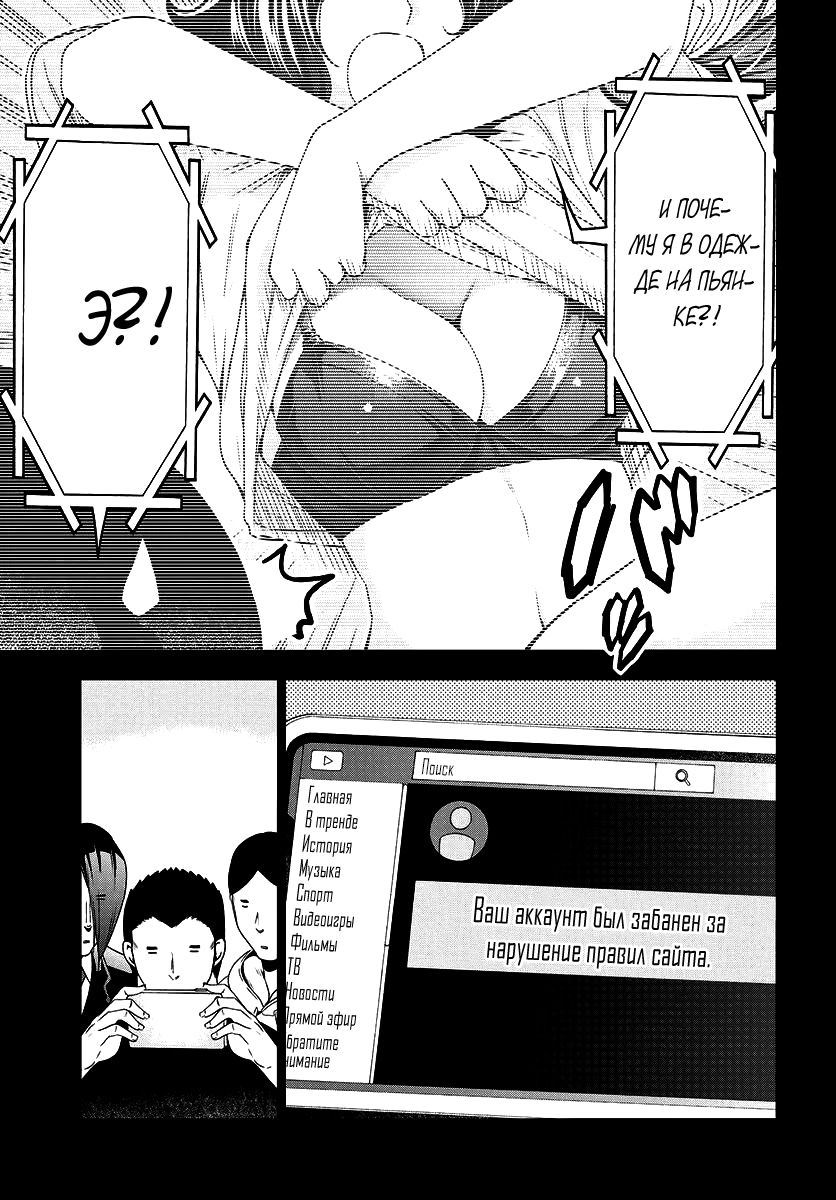 И ПОЧЕ-
МУ Я В ОДЕЖ-
ДЕ НА ПЬЯН-
КЕ?!
Э?!
Поиск
Главная
В тренде
История
Музыка
Спорт
Видеоигры
Фильмы
ТВ
Новости
Прямой эфир
братите
нимание
Ваш аккаунт был забанен за
нарушение правил сайта.